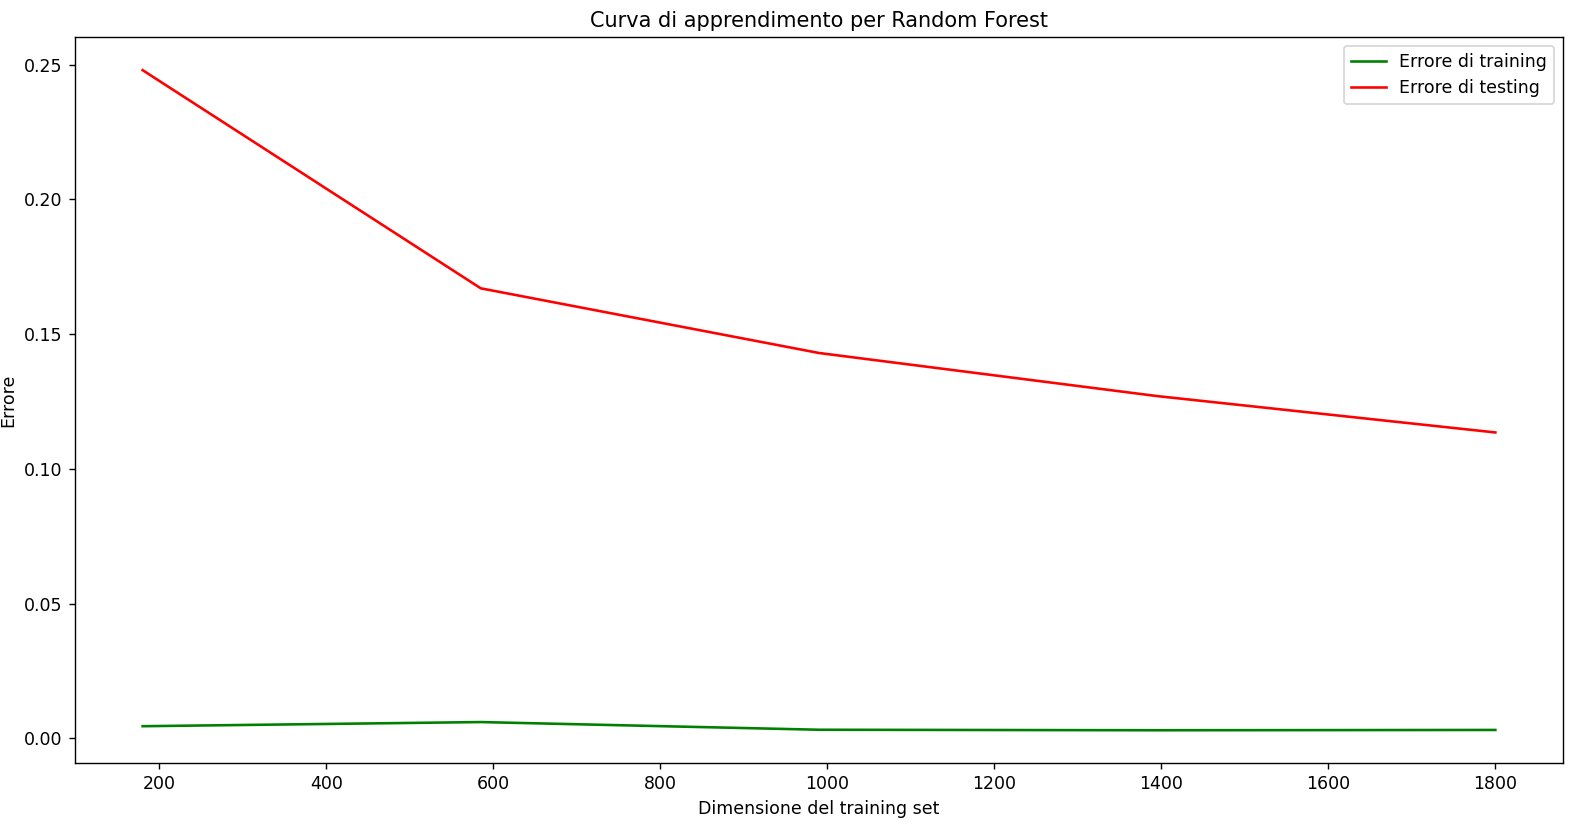 Curva di apprendimento per Random Forest
Errore di training
Errore di testing
0.25
0.20
0.15
0.10
0.05
0.00
Errore
200 400 600 800 1000 1200 1400 1600 1800
Dimensione del training set